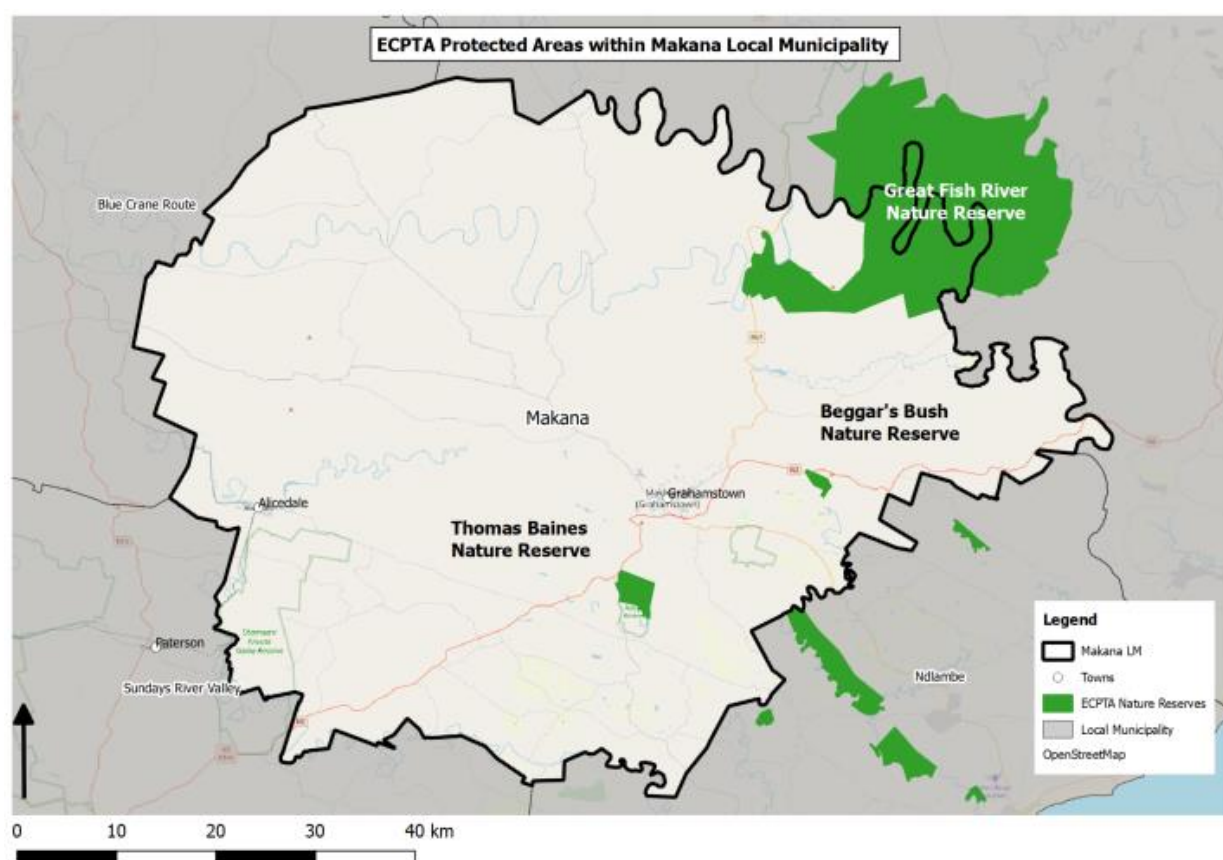 ECPTA Protected Areas within Makana Local Municipality
Great Fish River
Nature Reserve
Blue Crane Route
Beggar's Bush
Nature Reserve
Makana
Alicedale
Grahamstown
(Grahamstown)
Thomas Baines
Nature Reserve
Paterson
Sundays River Valley
Ndlambe
Legend
Makana LM
Towns
ECPTA Nature Reserves
Local Municipality
OpenStreetMap
0 10 20 30 40 km